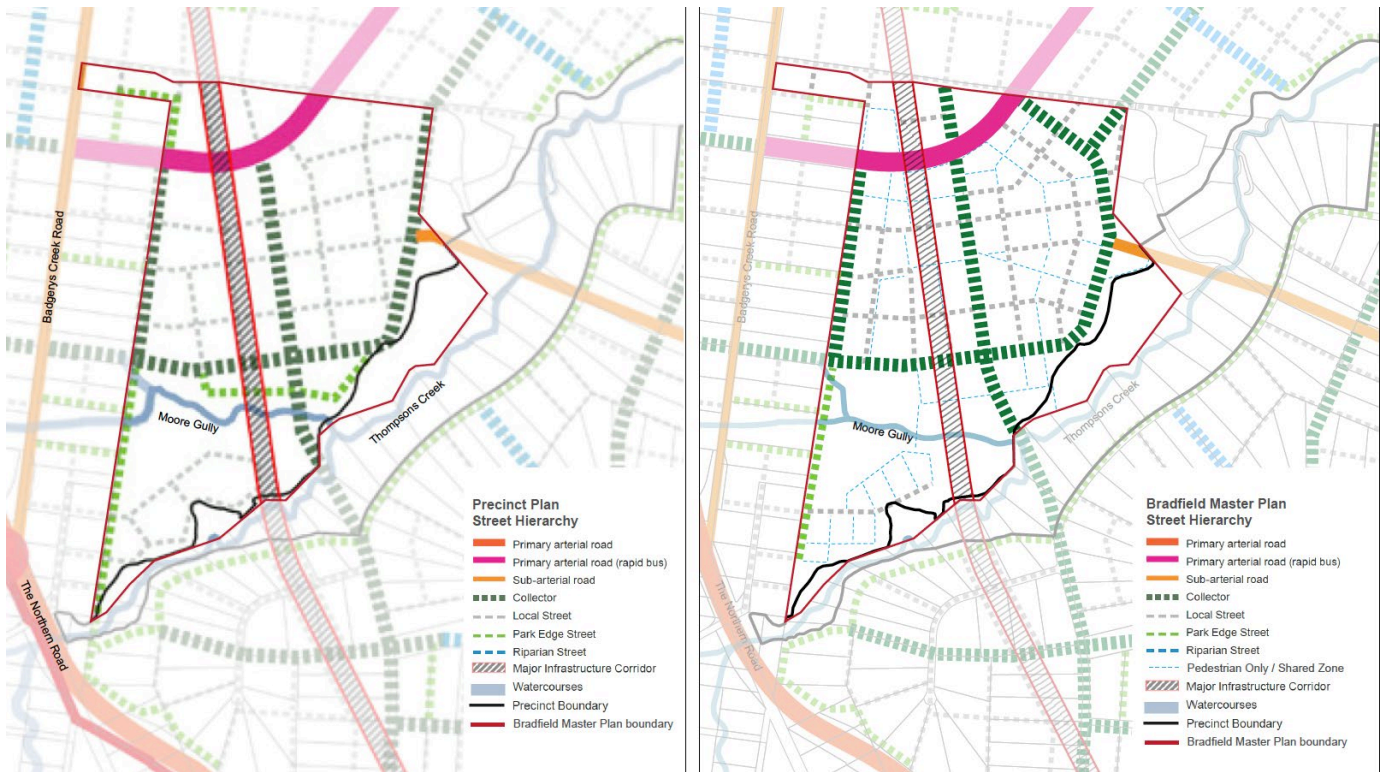 Badgerys Creek Road
Moore Gully
Thompsons Creek
The Northern Road
Precinct Plan
Street Hierarchy
Primary arterial road
Primary arterial road (rapid bus)
Sub-arterial road
Collector
Local Street
Park Edge Street
Riparian Street
Major Infrastructure Corridor
Watercourses
Precinct Boundary
Bradfield Master Plan boundary
Badgerys Creek Road
Moore Gully
Thompsons Creek
The Northern Road
Bradfield Master Plan
Street Hierarchy
Primary arterial road
Primary arterial road (rapid bus)
Sub-arterial road
Collector
Local Street
Park Edge Street
Riparian Street
Pedestrian Only / Shared Zone
Major Infrastructure Corridor
Watercourses
Precinct Boundary
Bradfield Master Plan boundary